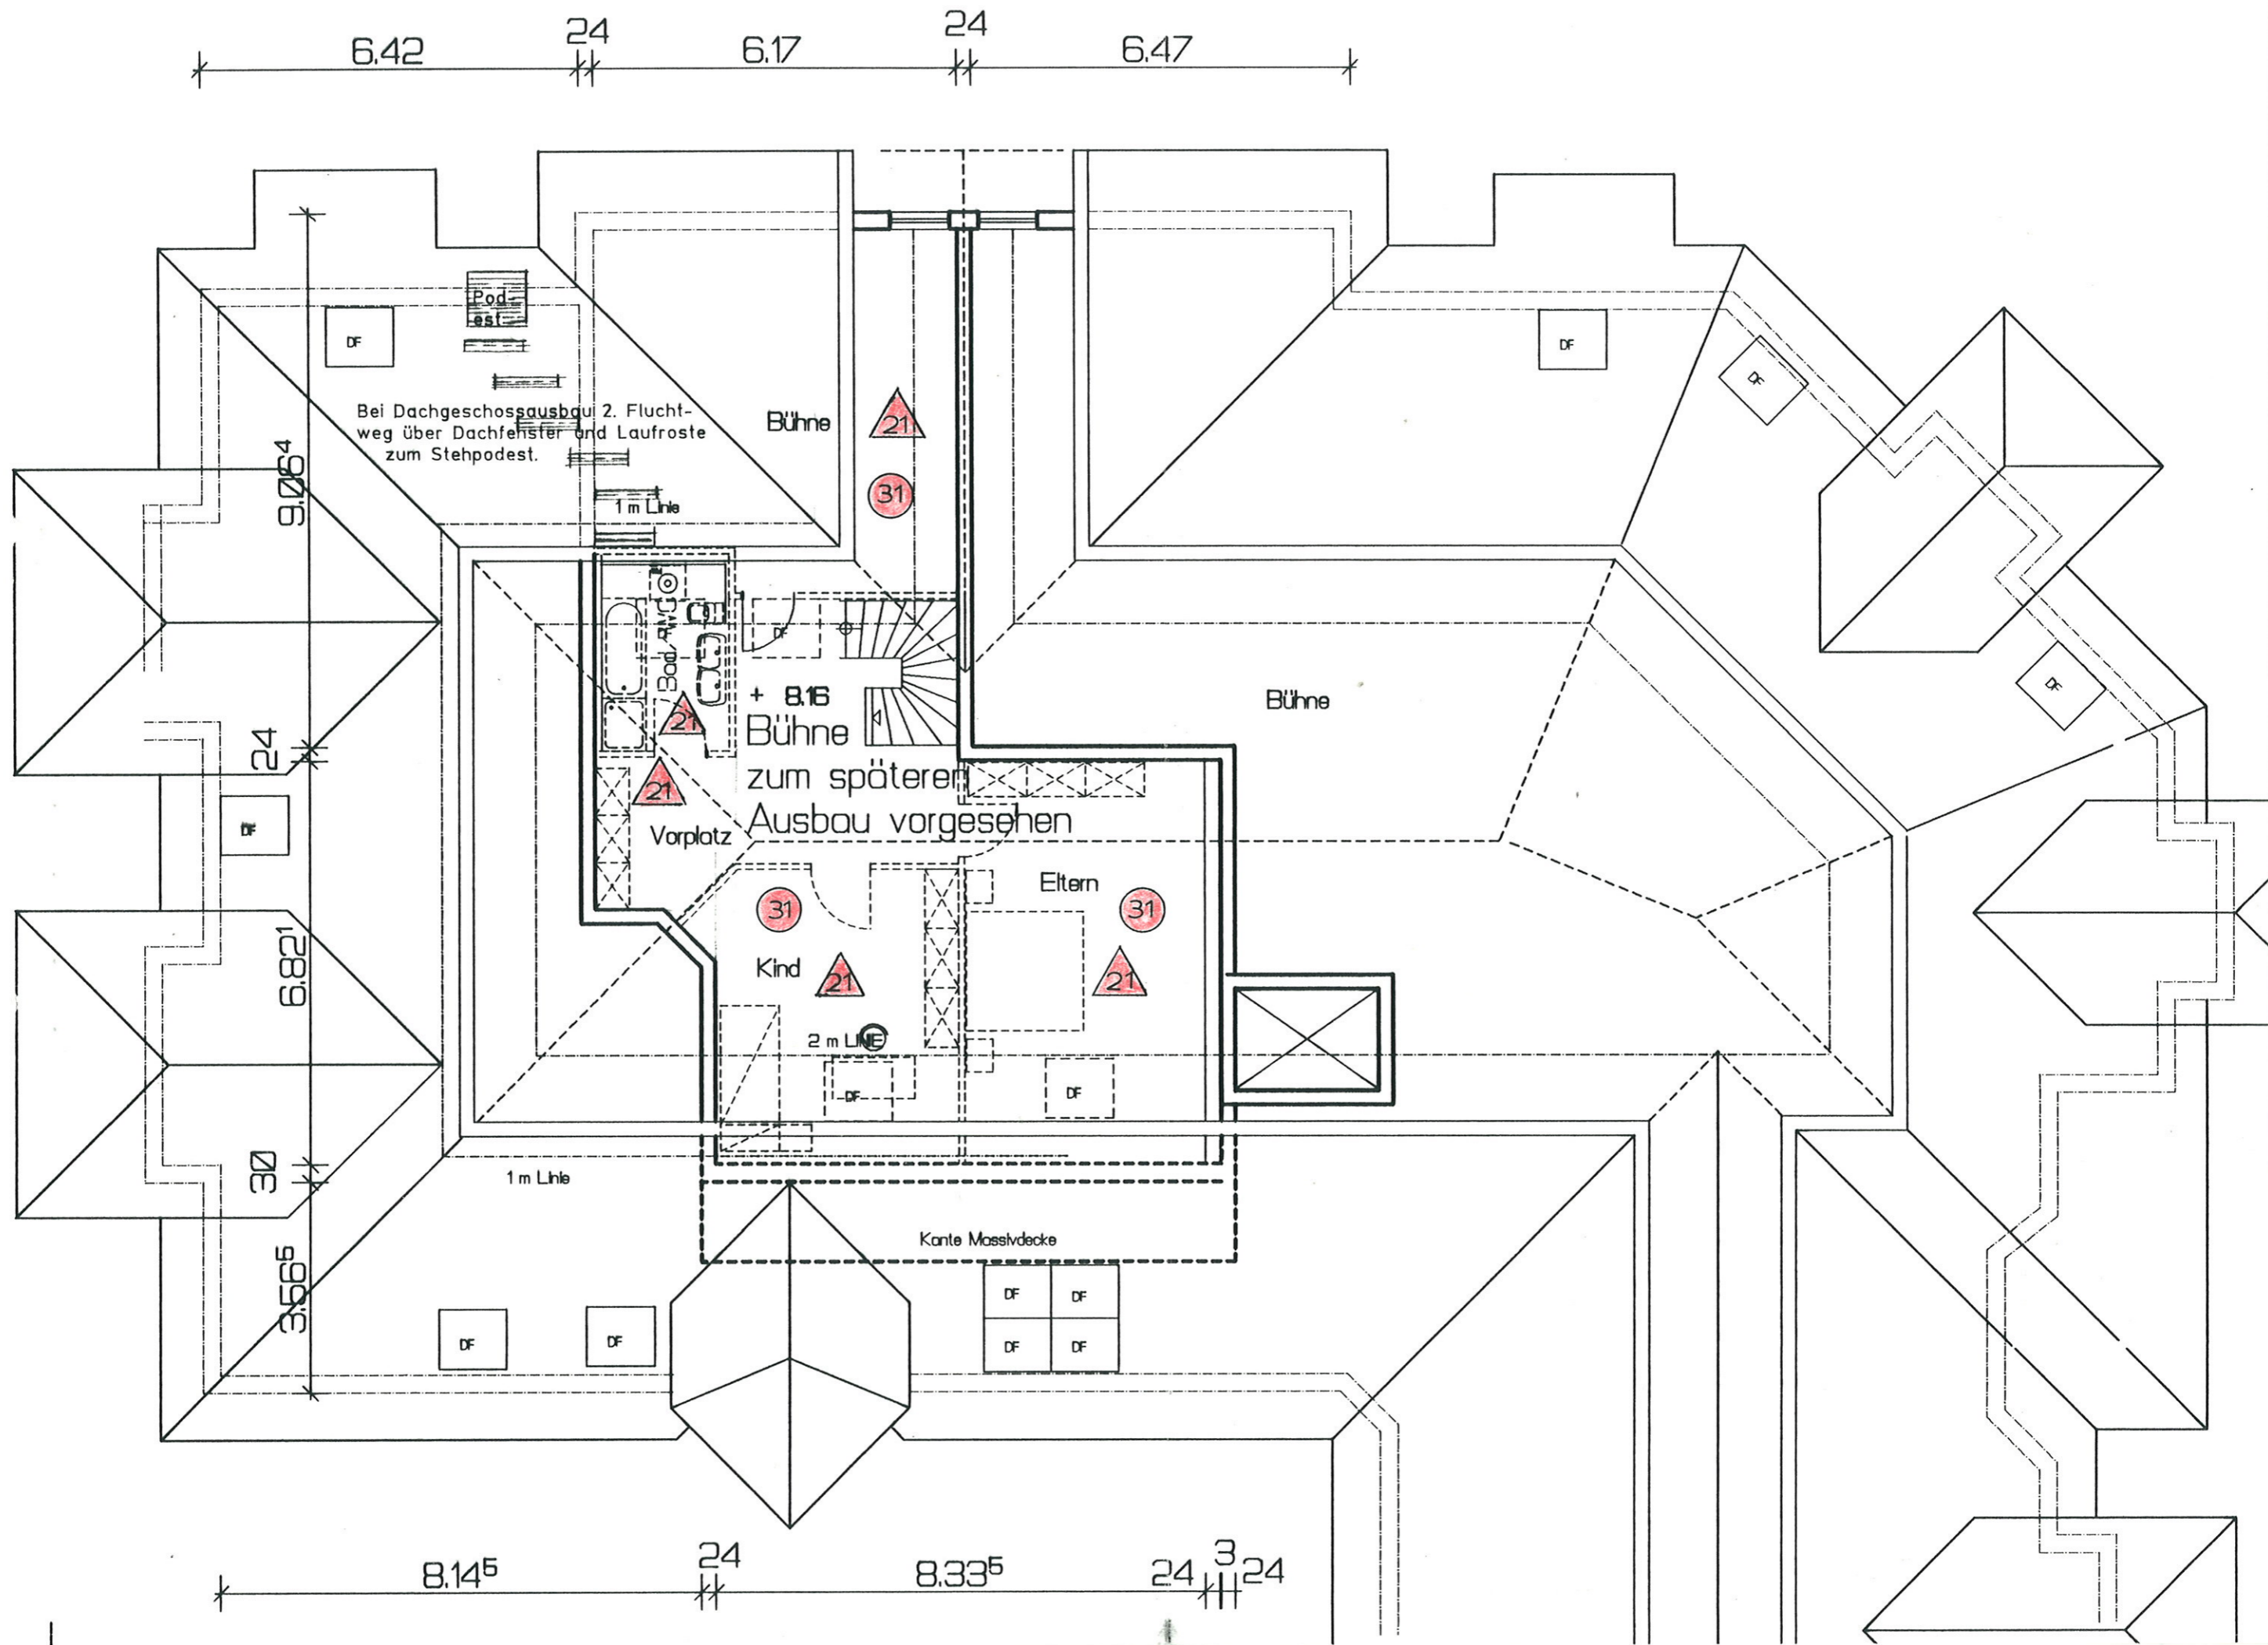 24
24
6.42
6.17
6.47
Pod-
est
DF
DF
DF
Bei Dachgeschossausbau 2. Flucht-
weg über Dachfenster und Laufroste
zum Stehpodest.
Bühne
21
9.06⁴
31
1 m Linie
DF
DF
Bad
DF
+ 8.16
21
Bühne
Bühne
24
zum späteren
21
Ausbau vorgesehen
DF
Vorplatz
Eltern
31
31
6.82¹
Kind
21
21
2 m LINIE
DF
DF
30
1 m Linie
Kante Massivdecke
3.56⁵
DF
DF
DF
DF
DF
DF
24
3
8.14⁵
8.33⁵
24
24